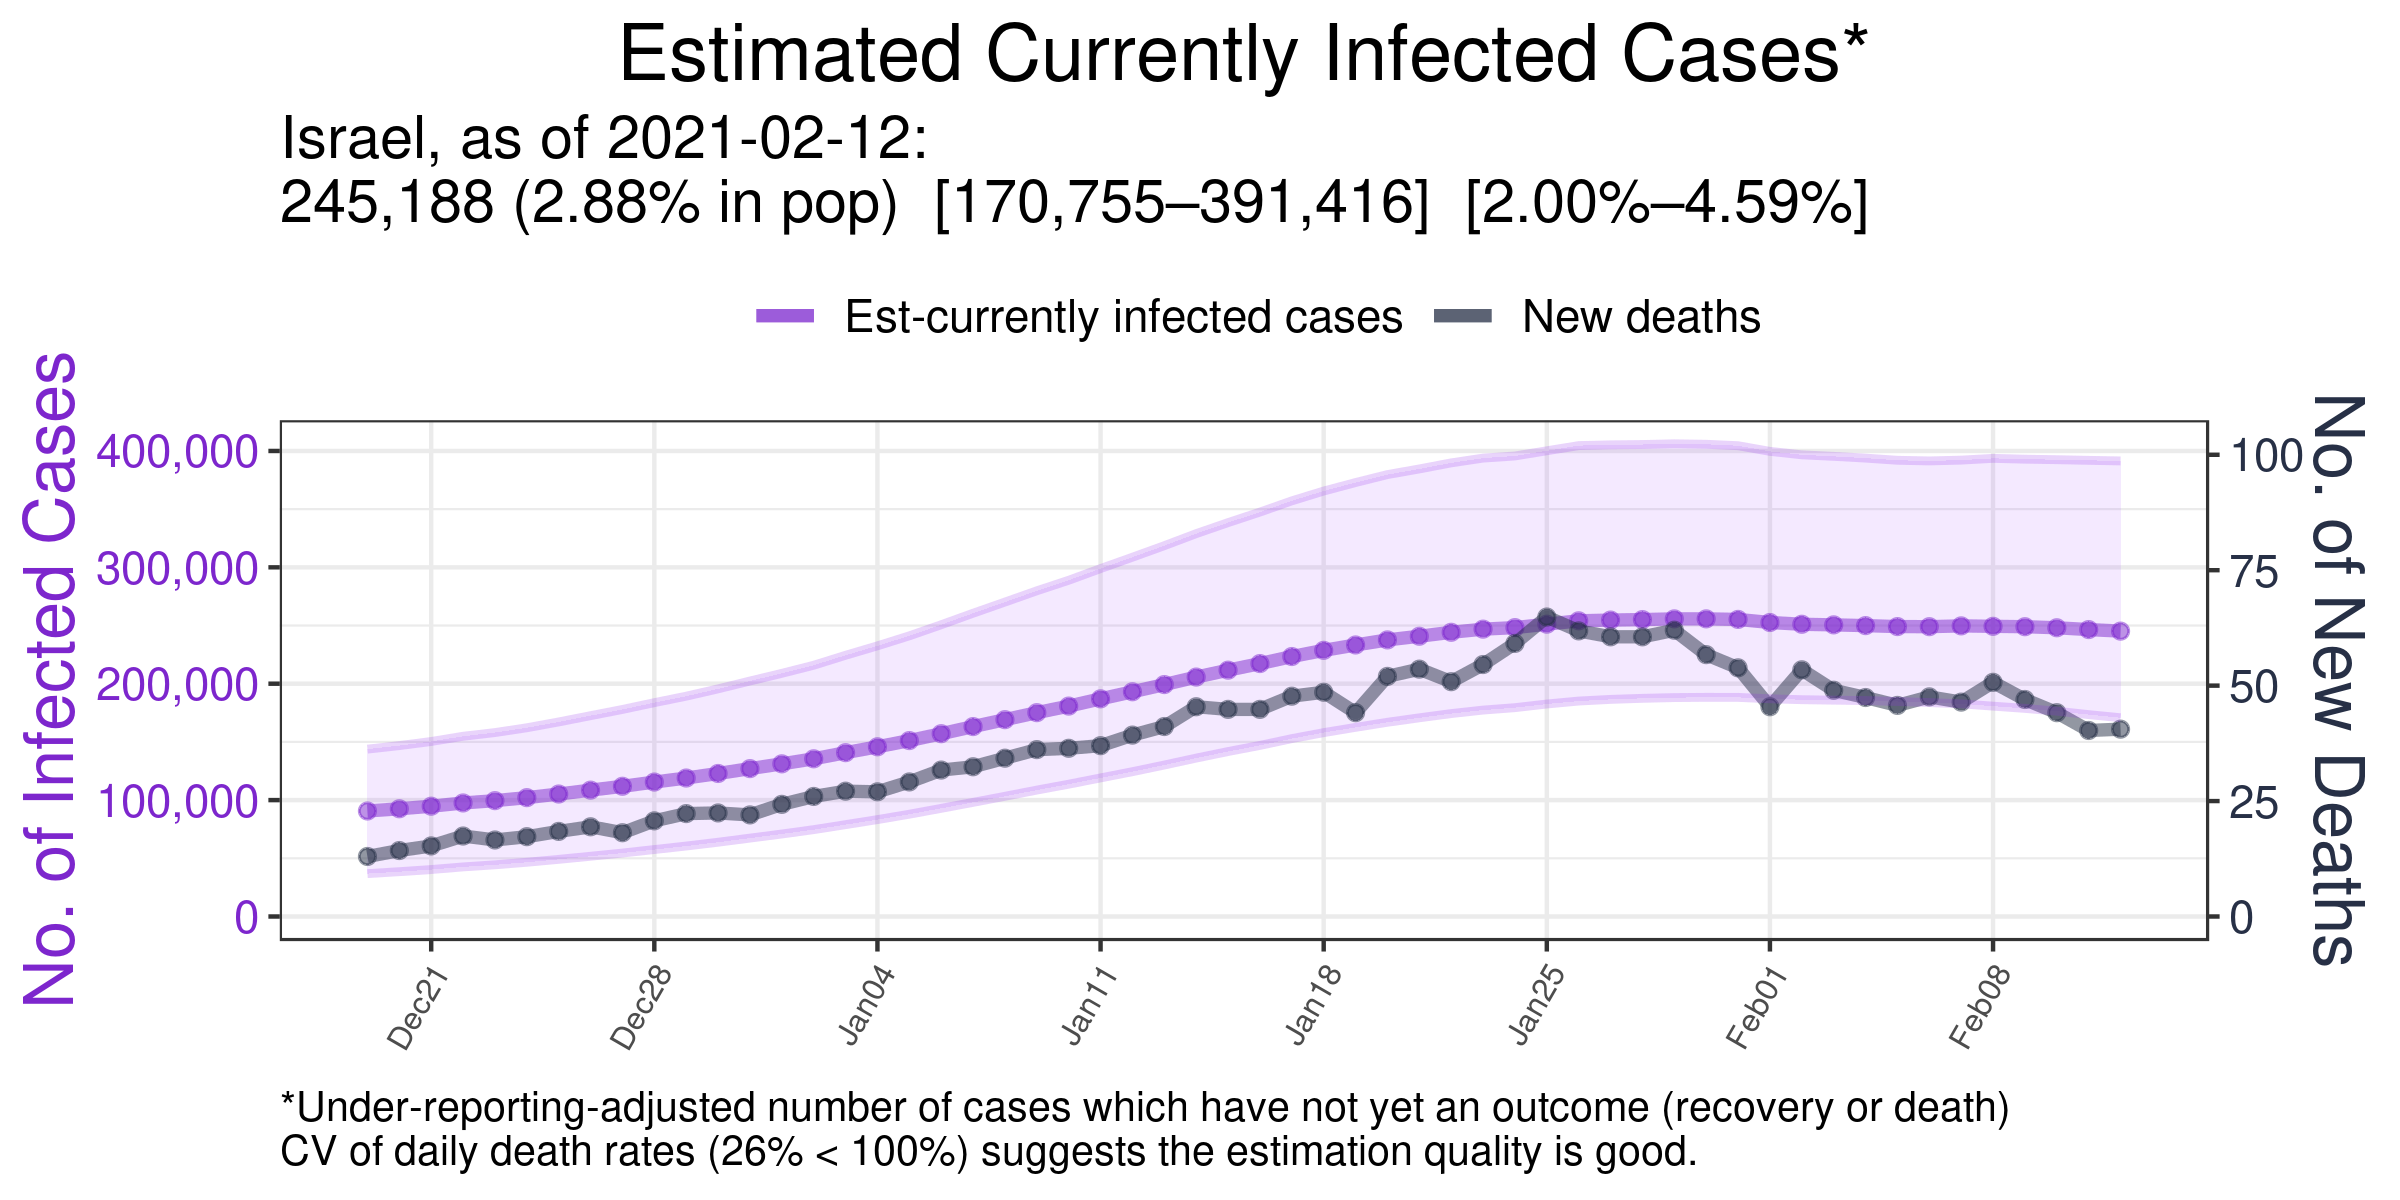 Estimated Currently Infected Cases*
Israel, as of 2021-02-12:
245,188 (2.88% in pop)  [170,755–391,416]  [2.00%–4.59%]
Est-currently infected cases
New deaths
No. of Infected Cases
400,000
300,000
200,000
100,000
0
No. of New Deaths
100
75
50
25
0
Dec21
Dec28
Jan04
Jan11
Jan18
Jan25
Feb01
Feb08
*Under-reporting-adjusted number of cases which have not yet an outcome (recovery or death)
CV of daily death rates (26% < 100%) suggests the estimation quality is good.